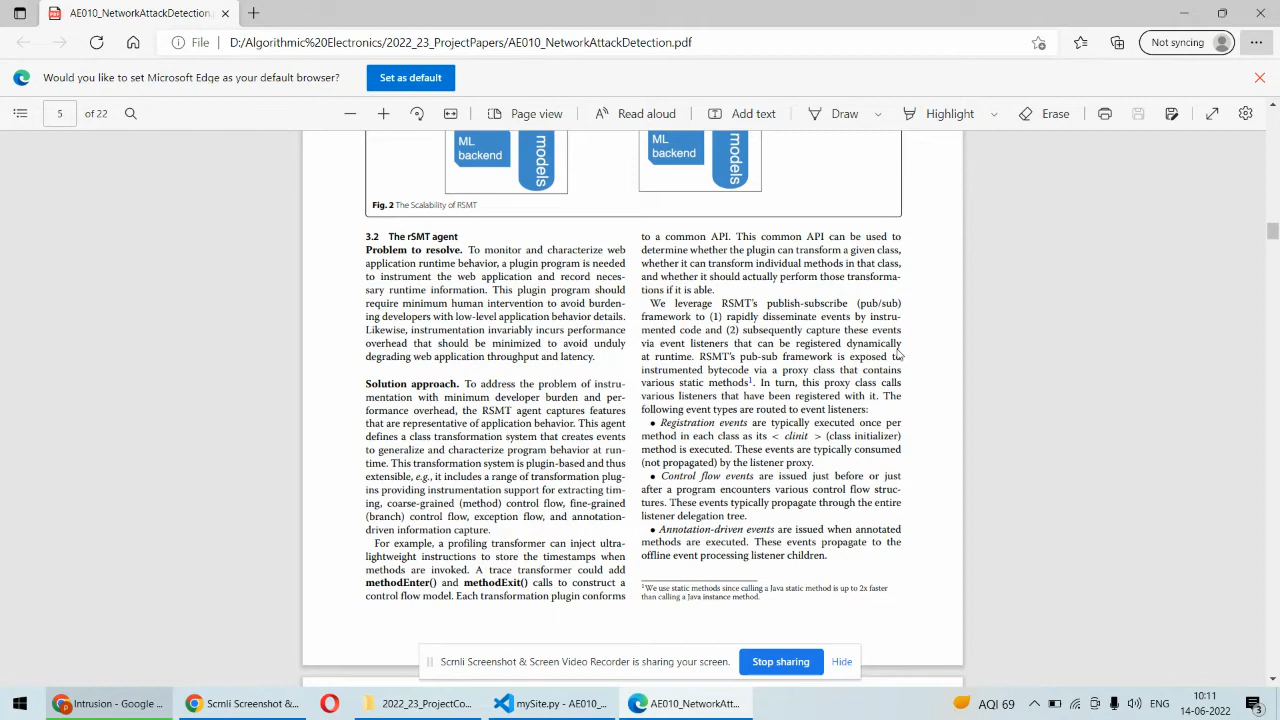 AE010_NetworkAttackDetection.pd
File
D:/Algorithmic%20Electronics/2022_23_ProjectPapers/AE010_NetworkAttackDetection.pdf
Not syncing
Would you like to set Microsoft Edge as your default browser?
Set as default
5
of 22
Page view
Read aloud
Add text
Draw
Highlight
Erase
ML
backend
models
ML
backend
models
Fig. 2 The Scalability of RSMT
3.2 The rSMT agent
Problem to resolve. To monitor and characterize web
application runtime behavior, a plugin program is needed
to instrument the web application and record neces-
sary runtime information. This plugin program should
require minimum human intervention to avoid burden-
ing developers with low-level application behavior details.
Likewise, instrumentation invariably incurs performance
overhead that should be minimized to avoid unduly
degrading web application throughput and latency.
Solution approach. To address the problem of instru-
mentation with minimum developer burden and per-
formance overhead, the RSMT agent captures features
that are representative of application behavior. This agent
defines a class transformation system that creates events
to generalize and characterize program behavior at run-
time. This transformation system is plugin-based and thus
extensible, e.g., it includes a range of transformation plug-
ins providing instrumentation support for extracting tim-
ing, coarse-grained (method) control flow, fine-grained
(branch) control flow, exception flow, and annotation-
driven information capture.
For example, a profiling transformer can inject ultra-
lightweight instructions to store the timestamps when
methods are invoked. A trace transformer could add
methodEnter() and methodExit() calls to construct a
control flow model. Each transformation plugin conforms
to a common API. This common API can be used to
determine whether the plugin can transform a given class,
whether it can transform individual methods in that class,
and whether it should actually perform those transforma-
tions if it is able.
We leverage RSMT's publish-subscribe (pub/sub)
framework to (1) rapidly disseminate events by instru-
mented code and (2) subsequently capture these events
via event listeners that can be registered dynamically
at runtime. RSMT's pub-sub framework is exposed to
instrumented bytecode via a proxy class that contains
various static methods1. In turn, this proxy class calls
various listeners that have been registered with it. The
following event types are routed to event listeners:
• Registration events are typically executed once per
method in each class as its < clinit > (class initializer)
method is executed. These events are typically consumed
(not propagated) by the listener proxy.
• Control flow events are issued just before or just
after a program encounters various control flow struc-
tures. These events typically propagate through the entire
listener delegation tree.
• Annotation-driven events are issued when annotated
methods are executed. These events propagate to the
offline event processing listener children.
1We use static methods since calling a Java static method is up to 2x faster
than calling a Java instance method.
Scrnli Screenshot & Screen Video Recorder is sharing your screen.
Stop sharing
Hide
Intrusion - Google ...
Scrnli Screenshot &...
2022_23_ProjectCo...
mySite.py - AE010_...
AE010_NetworkAtt...
AQI 69
ENG
10:11
14-06-2022
3